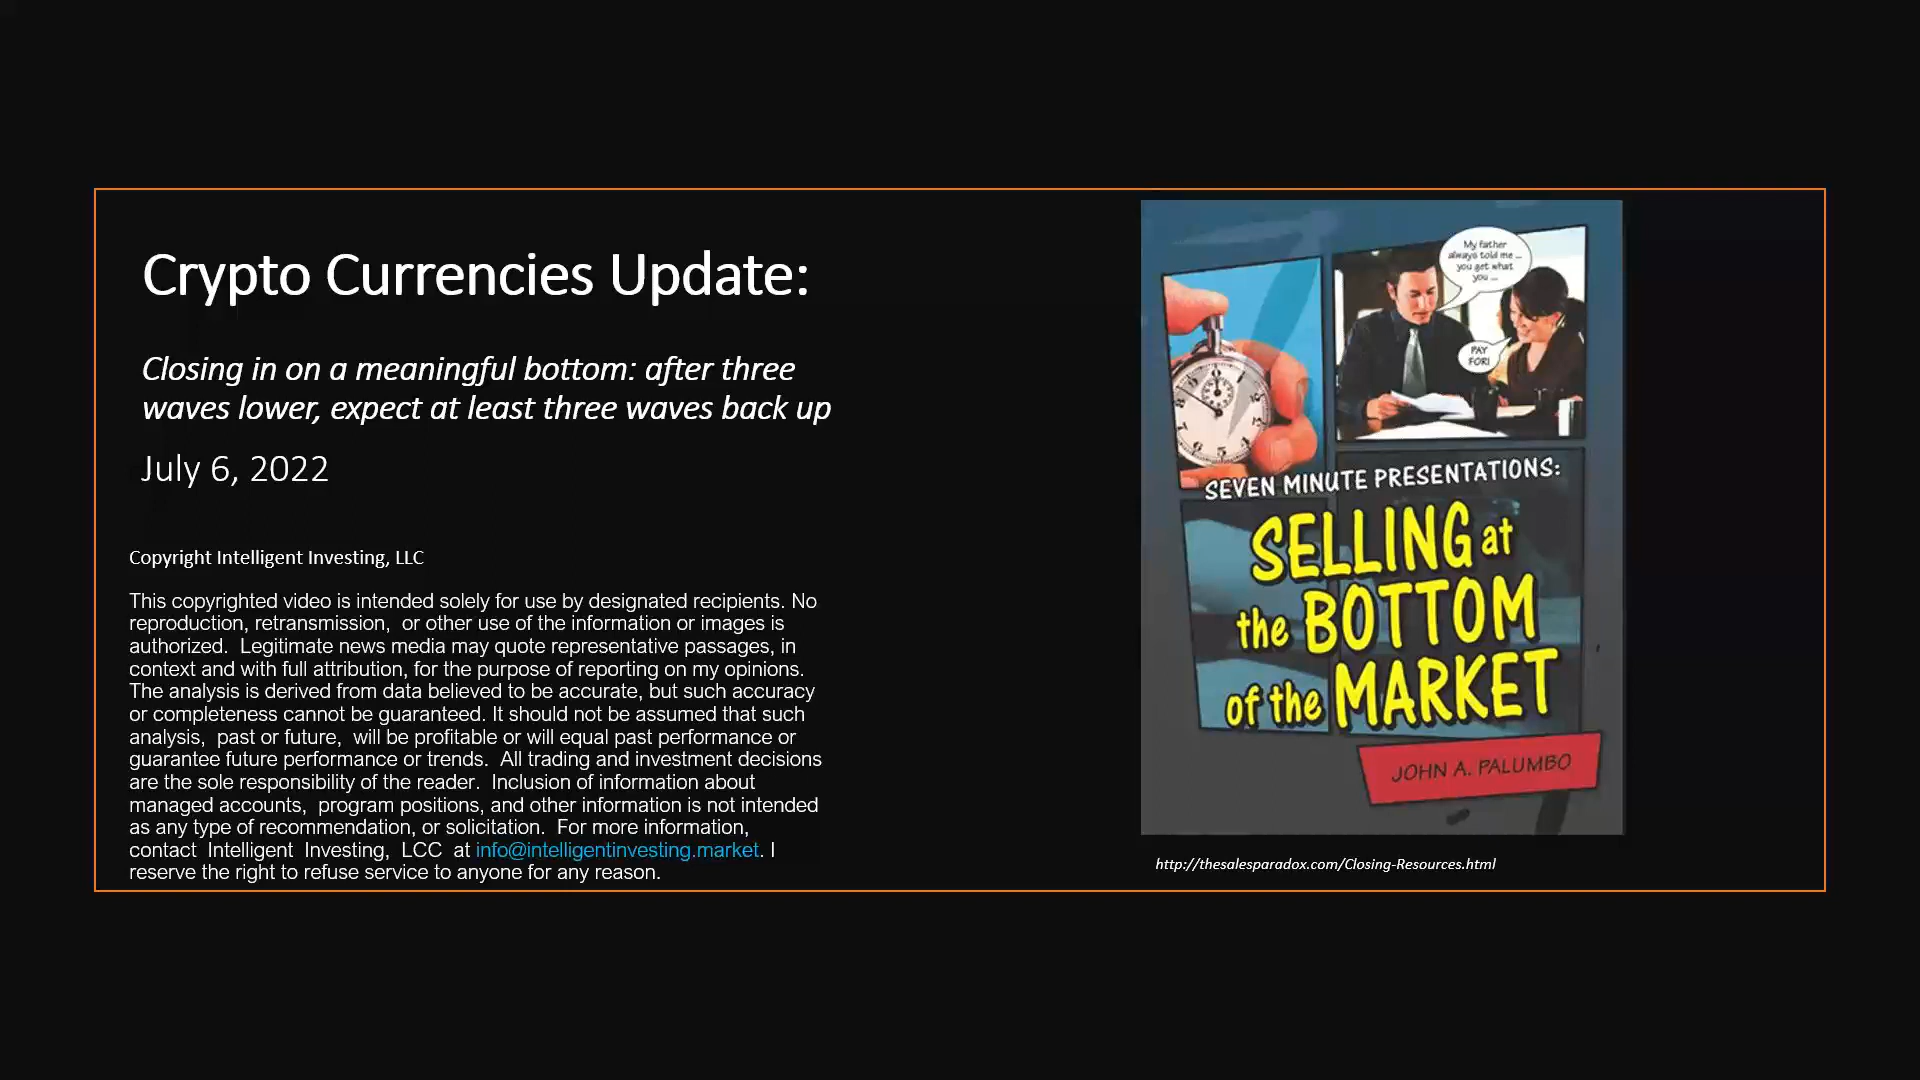 Crypto Currencies Update:
Closing in on a meaningful bottom: after three
waves lower, expect at least three waves back up
July 6, 2022
Copyright Intelligent Investing, LLC
This copyrighted video is intended solely for use by designated recipients. No
reproduction, retransmission, or other use of the information or images is
authorized. Legitimate news media may quote representative passages, in
context and with full attribution, for the purpose of reporting on my opinions.
The analysis is derived from data believed to be accurate, but such accuracy
or completeness cannot be guaranteed. It should not be assumed that such
analysis, past or future, will be profitable or will equal past performance or
guarantee future performance or trends. All trading and investment decisions
are the sole responsibility of the reader. Inclusion of information about
managed accounts, program positions, and other information is not intended
as any type of recommendation, or solicitation. For more information,
contact Intelligent Investing, LCC at info@intelligentinvesting.market. I
reserve the right to refuse service to anyone for any reason.
My father
always told me ...
you get what
you ...
PAY
FOR!
SEVEN MINUTE PRESENTATIONS:
SELLING at
the BOTTOM
of the MARKET
JOHN A. PALUMBO
http://thesalesparadox.com/Closing-Resources.html